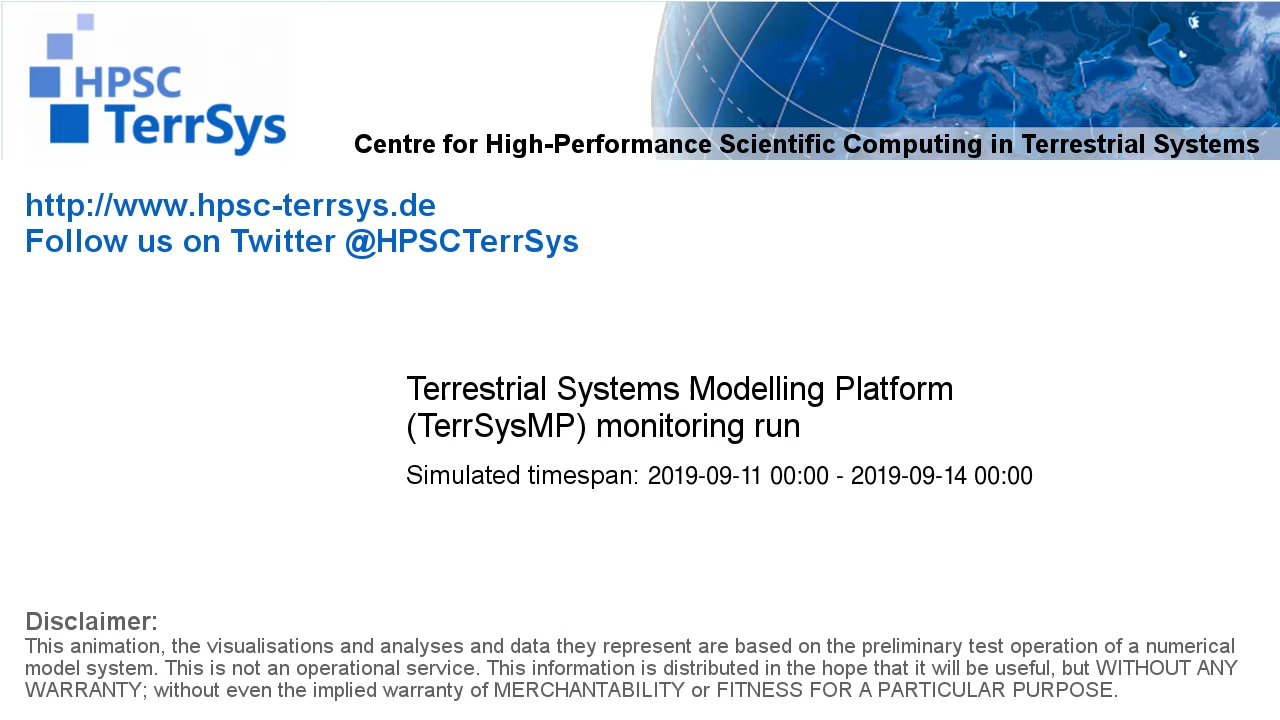 HPSC
TerrSys
Centre for High-Performance Scientific Computing in Terrestrial Systems
http://www.hpsc-terrsys.de
Follow us on Twitter @HPSCTerrSys
Terrestrial Systems Modelling Platform
(TerrSysMP) monitoring run
Simulated timespan: 2019-09-11 00:00 - 2019-09-14 00:00
Disclaimer:
This animation, the visualisations and analyses and data they represent are based on the preliminary test operation of a numerical
model system. This is not an operational service. This information is distributed in the hope that it will be useful, but WITHOUT ANY
WARRANTY; without even the implied warranty of MERCHANTABILITY or FITNESS FOR A PARTICULAR PURPOSE.